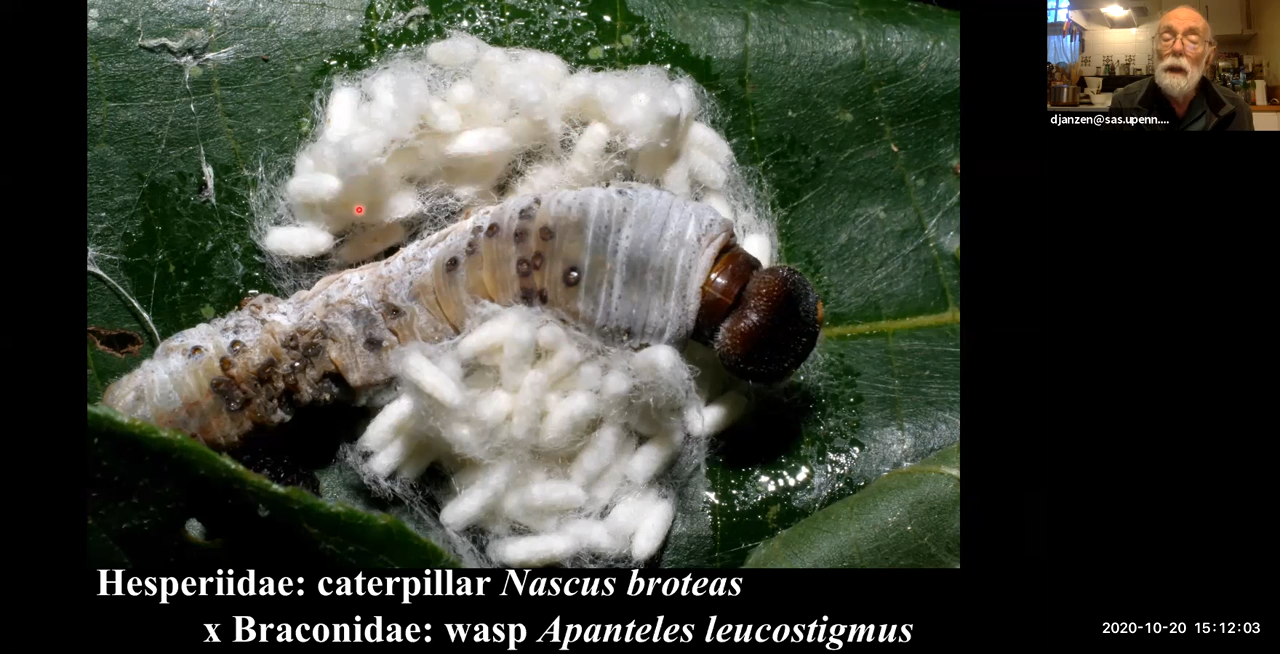 djanzen@sas.upenn....
Hesperiidae: caterpillar Nascus broteas
x Braconidae: wasp Apanteles leucostigmus
2020-10-20 15:12:03